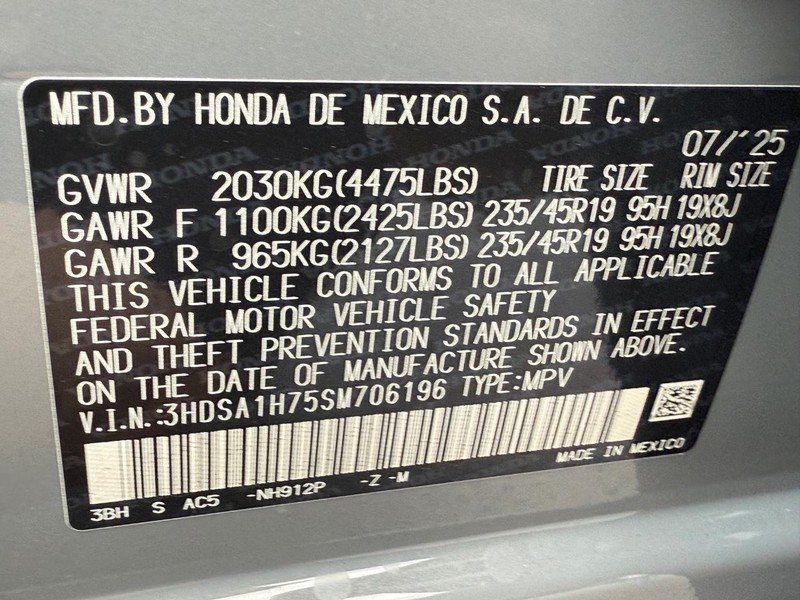 MFD.BY HONDA DE MEXICO S.A. DE C.V.
07/'25
GVWR 2030KG(4475LBS) TIRE SIZE RIM SIZE
GAWR F 1100KG(2425LBS) 235/45R19 95H 19X8J
GAWR R 965KG(2127LBS) 235/45R19 95H 19X8J
THIS VEHICLE CONFORMS TO ALL APPLICABLE
FEDERAL MOTOR VEHICLE SAFETY
AND THEFT PREVENTION STANDARDS IN EFFECT
ON THE DATE OF MANUFACTURE SHOWN ABOVE.
V.I.N.:3HDSA1H75SM706196 TYPE:MPV
MADE IN MEXICO
3BH S AC5 -NH912P -Z -M